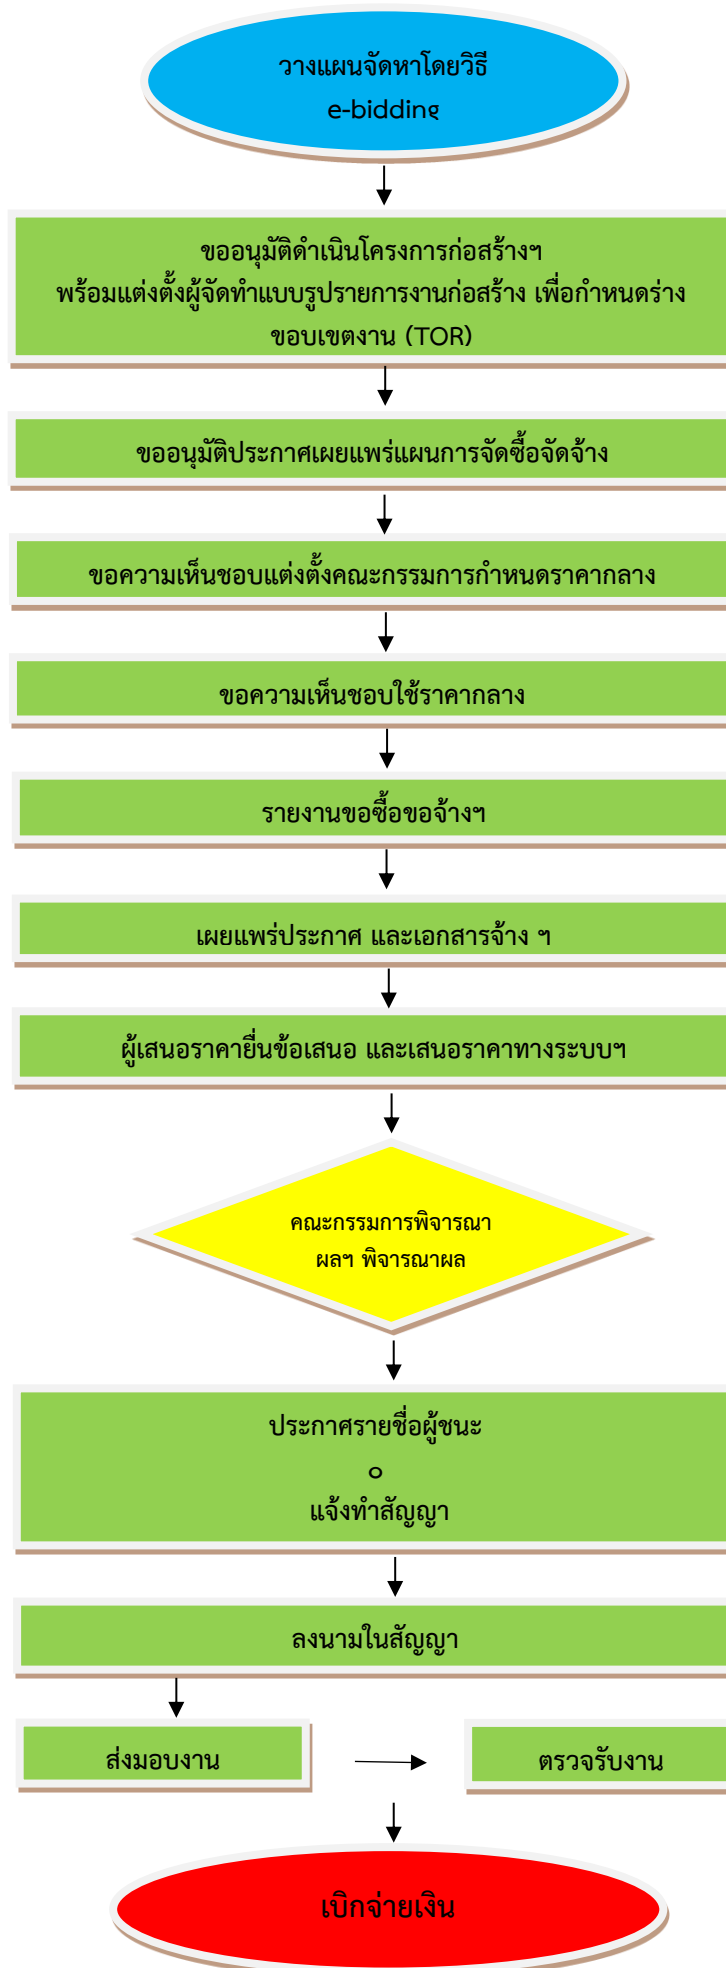 วางแผนจัดหาโดยวิธี
e-bidding
ขออนุมัติดำเนินโครงการก่อสร้างฯ
พร้อมแต่งตั้งผู้จัดทำแบบรูปรายการงานก่อสร้าง เพื่อกำหนดร่าง
ขอบเขตงาน (TOR)
ขออนุมัติประกาศเผยแพร่แผนการจัดซื้อจัดจ้าง
ขอความเห็นชอบแต่งตั้งคณะกรรมการกำหนดราคากลาง
ขอความเห็นชอบใช้ราคากลาง
รายงานขอซื้อขอจ้างฯ
เผยแพร่ประกาศ และเอกสารจ้าง ฯ
ผู้เสนอราคายื่นข้อเสนอ และเสนอราคาทางระบบฯ
คณะกรรมการพิจารณา
ผลฯ พิจารณาผล
ประกาศรายชื่อผู้ชนะ
๐
แจ้งทำสัญญา
ลงนามในสัญญา
ส่งมอบงาน
ตรวจรับงาน
เบิกจ่ายเงิน